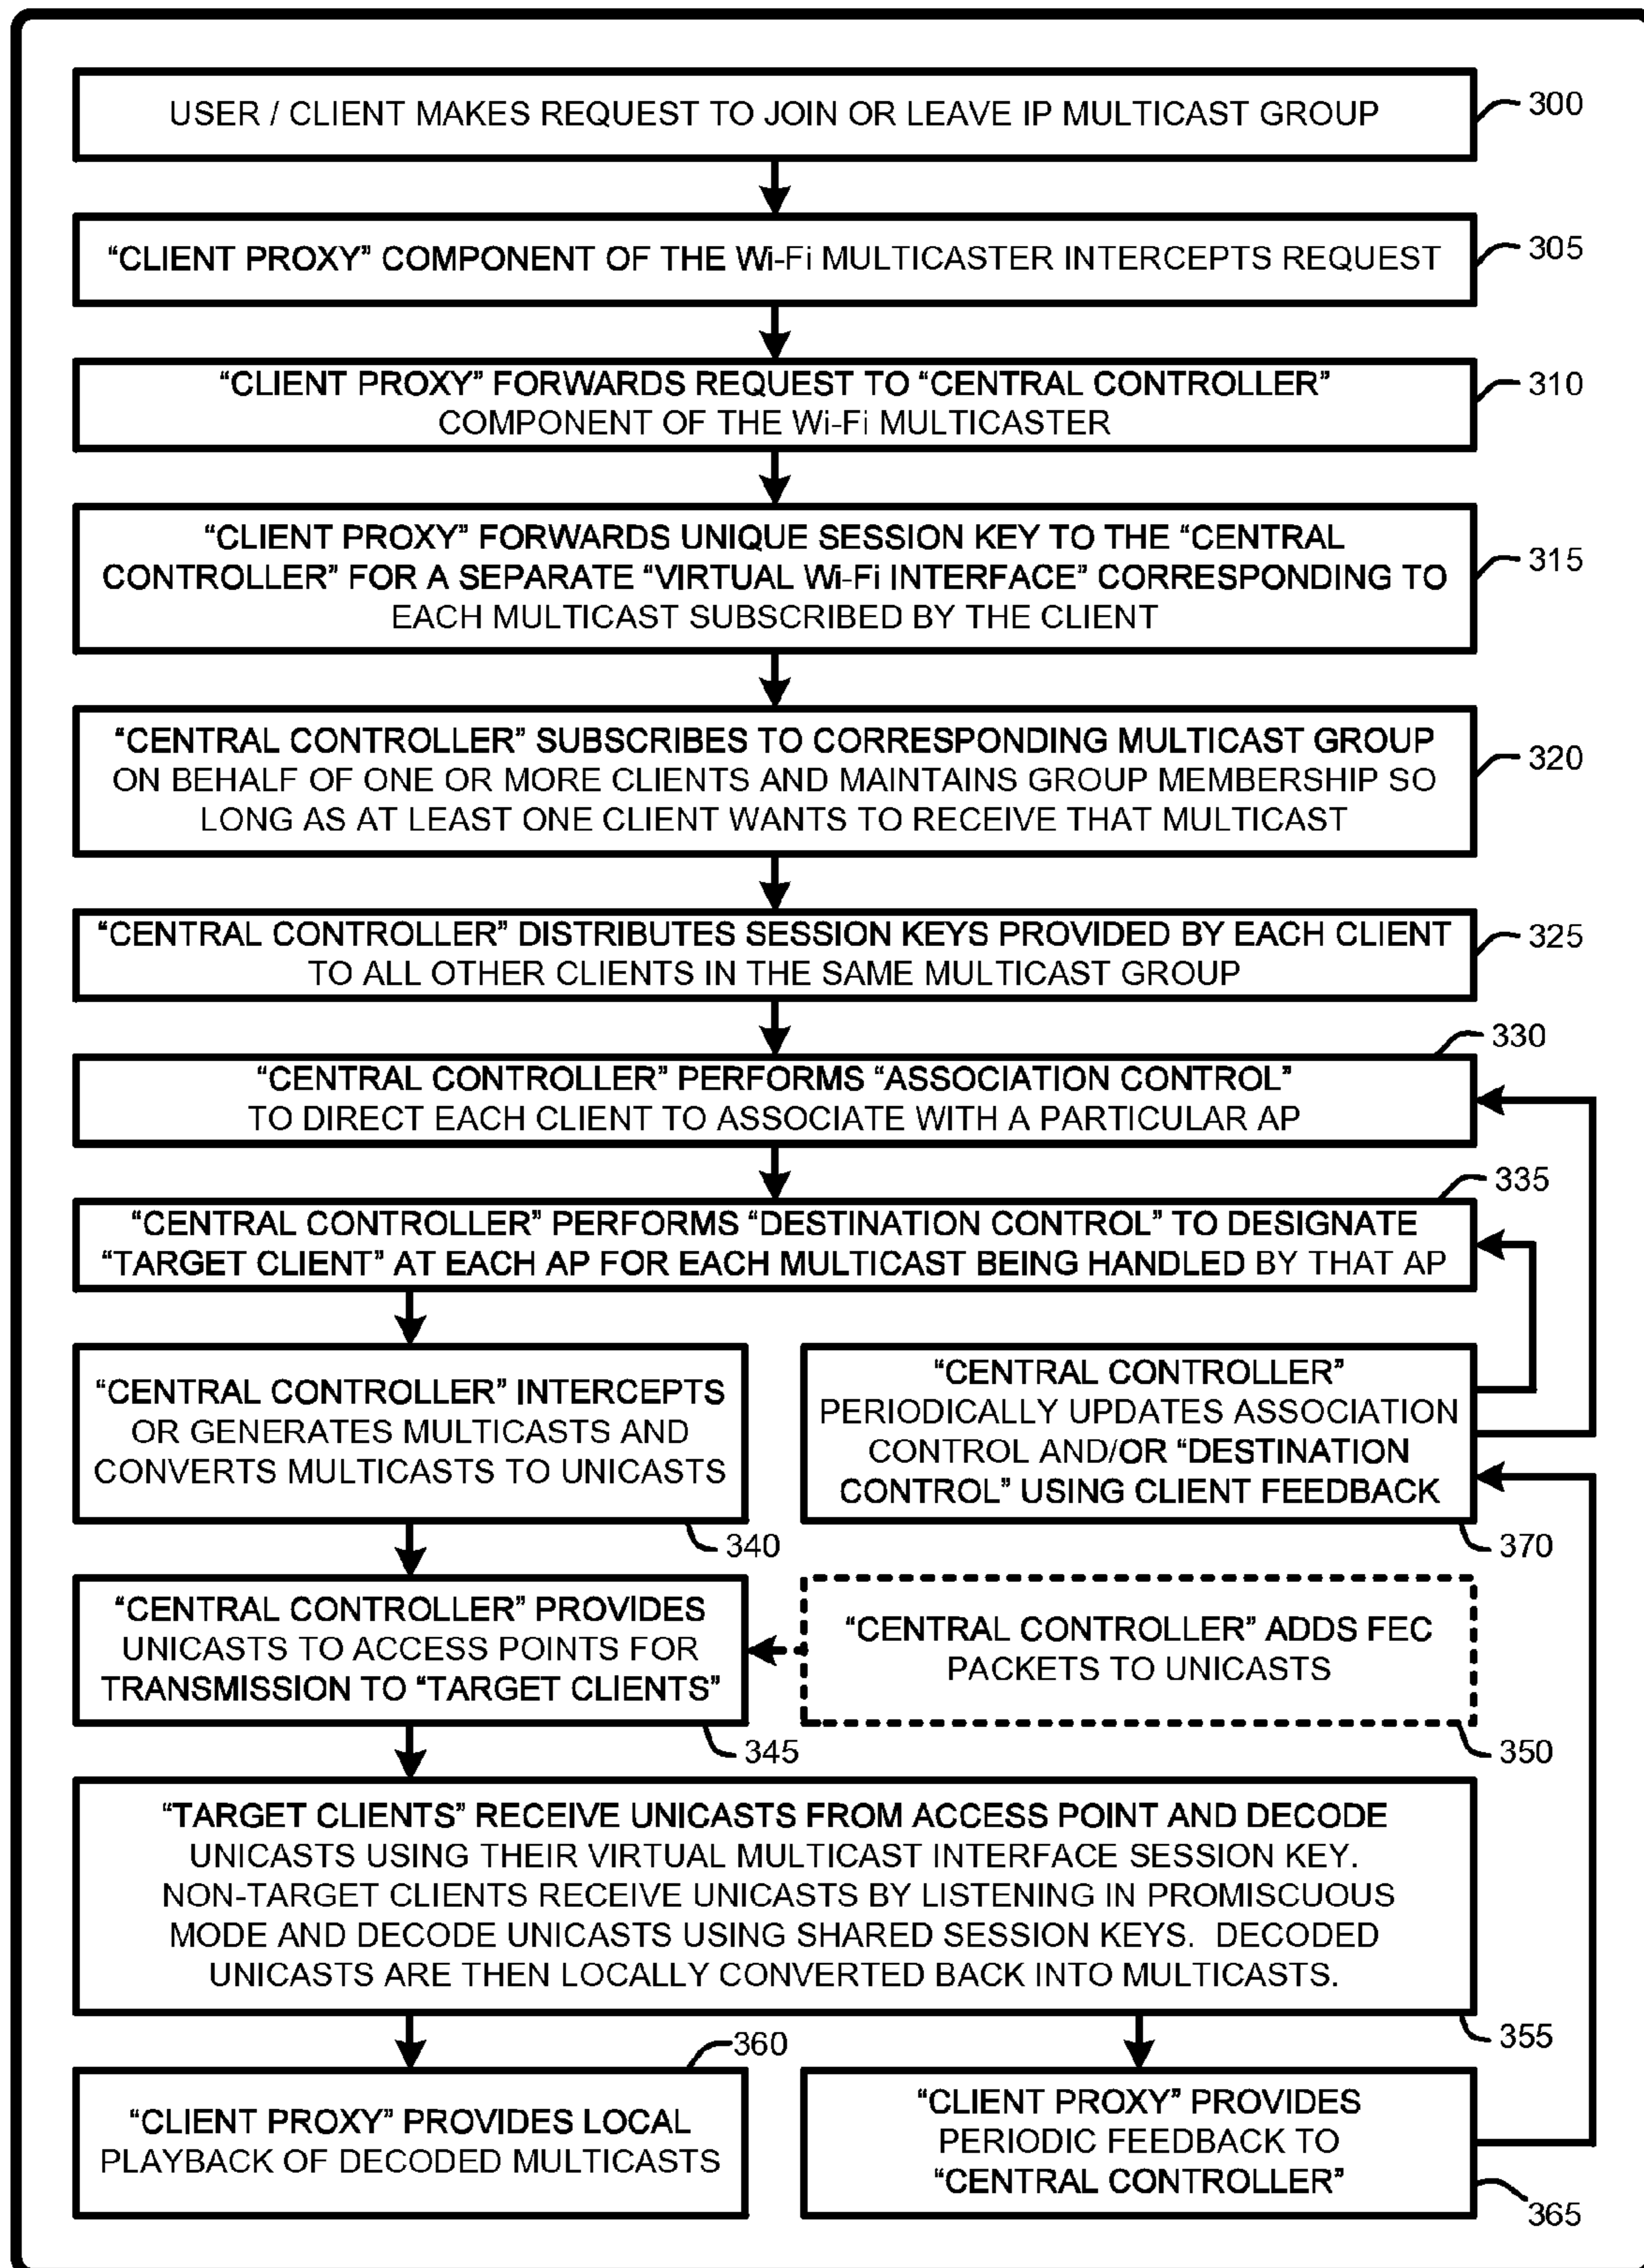 USER / CLIENT MAKES REQUEST TO JOIN OR LEAVE IP MULTICAST GROUP
300
“CLIENT PROXY” COMPONENT OF THE Wi-Fi MULTICASTER INTERCEPTS REQUEST
305
“CLIENT PROXY” FORWARDS REQUEST TO “CENTRAL CONTROLLER”
COMPONENT OF THE Wi-Fi MULTICASTER
310
“CLIENT PROXY” FORWARDS UNIQUE SESSION KEY TO THE “CENTRAL
CONTROLLER” FOR A SEPARATE “VIRTUAL Wi-Fi INTERFACE” CORRESPONDING TO
EACH MULTICAST SUBSCRIBED BY THE CLIENT
315
“CENTRAL CONTROLLER” SUBSCRIBES TO CORRESPONDING MULTICAST GROUP
ON BEHALF OF ONE OR MORE CLIENTS AND MAINTAINS GROUP MEMBERSHIP SO
LONG AS AT LEAST ONE CLIENT WANTS TO RECEIVE THAT MULTICAST
320
“CENTRAL CONTROLLER” DISTRIBUTES SESSION KEYS PROVIDED BY EACH CLIENT
TO ALL OTHER CLIENTS IN THE SAME MULTICAST GROUP
325
330
“CENTRAL CONTROLLER” PERFORMS “ASSOCIATION CONTROL”
TO DIRECT EACH CLIENT TO ASSOCIATE WITH A PARTICULAR AP
335
“CENTRAL CONTROLLER” PERFORMS “DESTINATION CONTROL” TO DESIGNATE
“TARGET CLIENT” AT EACH AP FOR EACH MULTICAST BEING HANDLED BY THAT AP
“CENTRAL CONTROLLER” INTERCEPTS
OR GENERATES MULTICASTS AND
CONVERTS MULTICASTS TO UNICASTS
340
“CENTRAL CONTROLLER”
PERIODICALLY UPDATES ASSOCIATION
CONTROL AND/OR “DESTINATION
CONTROL” USING CLIENT FEEDBACK
370
“CENTRAL CONTROLLER” PROVIDES
UNICASTS TO ACCESS POINTS FOR
TRANSMISSION TO “TARGET CLIENTS”
345
“CENTRAL CONTROLLER” ADDS FEC
PACKETS TO UNICASTS
350
“TARGET CLIENTS” RECEIVE UNICASTS FROM ACCESS POINT AND DECODE
UNICASTS USING THEIR VIRTUAL MULTICAST INTERFACE SESSION KEY.
NON-TARGET CLIENTS RECEIVE UNICASTS BY LISTENING IN PROMISCUOUS
MODE AND DECODE UNICASTS USING SHARED SESSION KEYS. DECODED
UNICASTS ARE THEN LOCALLY CONVERTED BACK INTO MULTICASTS.
355
360
“CLIENT PROXY” PROVIDES LOCAL
PLAYBACK OF DECODED MULTICASTS
“CLIENT PROXY” PROVIDES
PERIODIC FEEDBACK TO
“CENTRAL CONTROLLER”
365